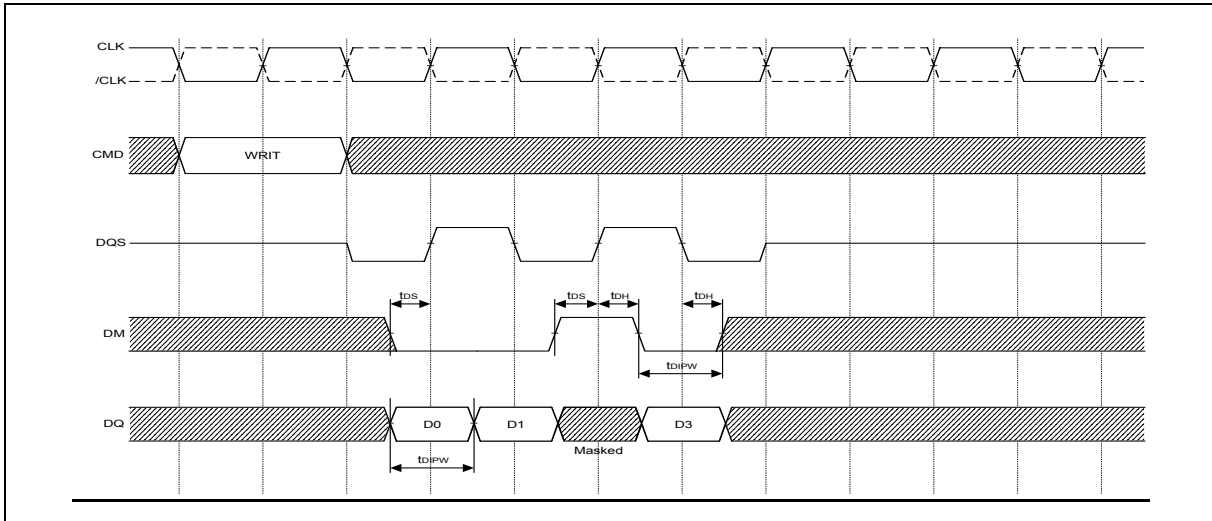 CLK
/CLK
CMD
WRIT
DQS
tDS
tDS
tDH
tDH
DM
tDIPW
DQ
D0
D1
D3
Masked
tDIPW